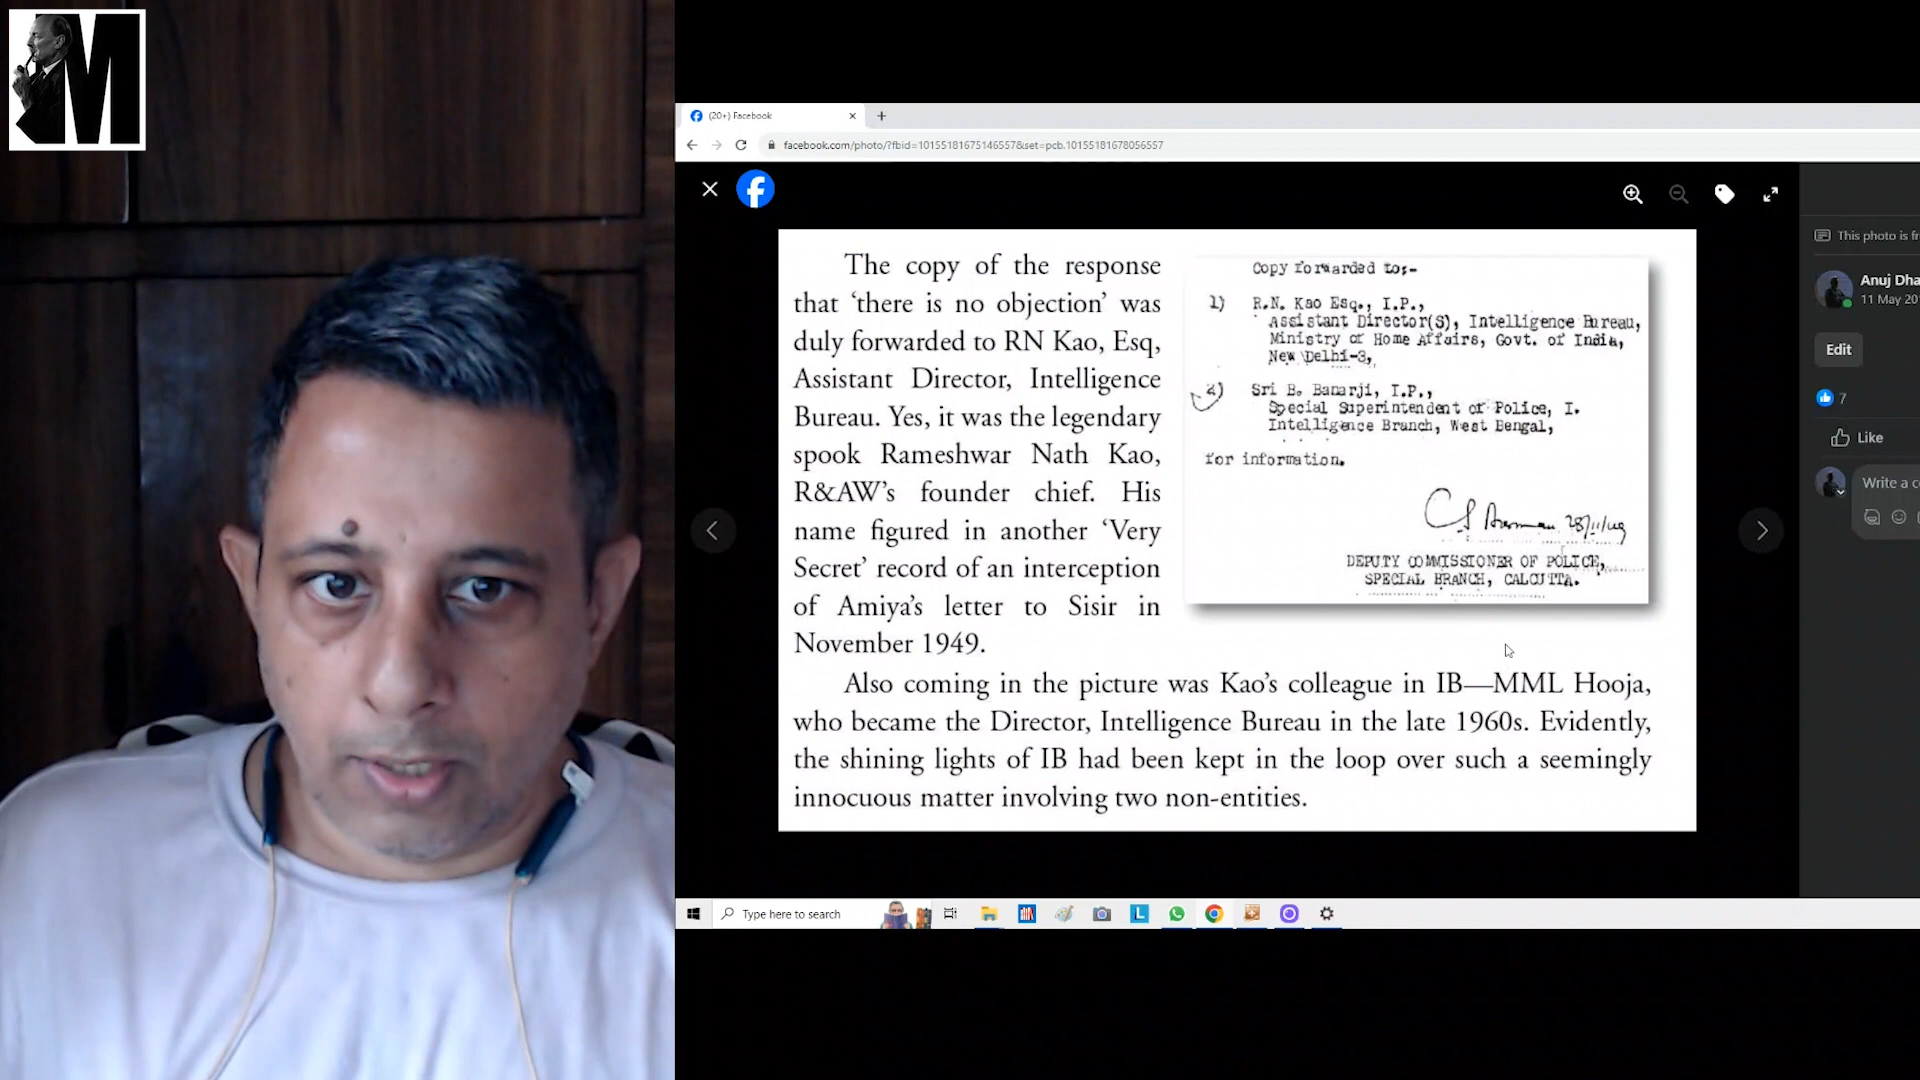 M
(20+) Facebook
facebook.com/photo/?fbid=10155181675146557&set=pcb.10155181678056557
The copy of the response
that ‘there is no objection’ was
duly forwarded to RN Kao, Esq,
Assistant Director, Intelligence
Bureau. Yes, it was the legendary
spook Rameshwar Nath Kao,
R&AW’s founder chief. His
name figured in another ‘Very
Secret’ record of an interception
of Amiya’s letter to Sisir in
November 1949.
Copy forwarded to:-
1) R.N. Kao Esq., I.P.,
Assistant Director(S), Intelligence Bureau,
Ministry of Home Affairs, Govt. of India,
New Delhi-3,
2) Sri B. Banarji, I.P.,
Special Superintendent of Police, I.
Intelligence Branch, West Bengal,
for information.
28/11/49
DEPUTY COMMISSIONER OF POLICE,
SPECIAL BRANCH, CALCUTTA.
Also coming in the picture was Kao’s colleague in IB—MML Hooja,
who became the Director, Intelligence Bureau in the late 1960s. Evidently,
the shining lights of IB had been kept in the loop over such a seemingly
innocuous matter involving two non-entities.
This photo is fr
Anuj Dha
11 May 20
Edit
7
Like
Write a c
Type here to search
L